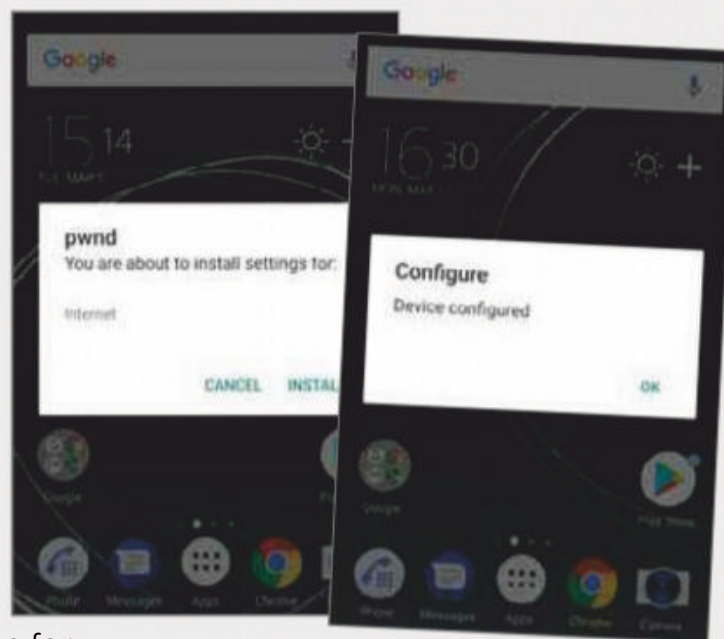 Google
15 14
pwnd
You are about to install settings for:
Internet
CANCEL INSTAL
Google
Phone Messages Apps Chrome
Google
16 30
Configure
Device configured
OK
Google Play Store
Phone Messages Apps Chrome Camera